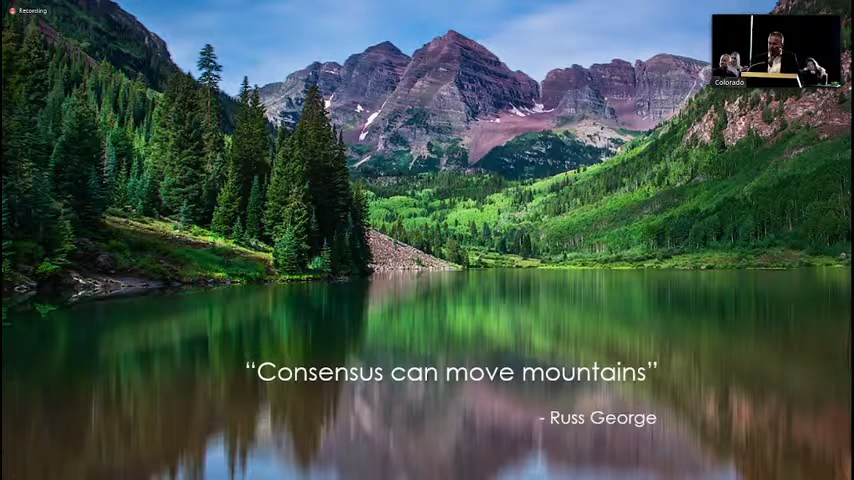 Recording
Colorado
“Consensus can move mountains”
- Russ George